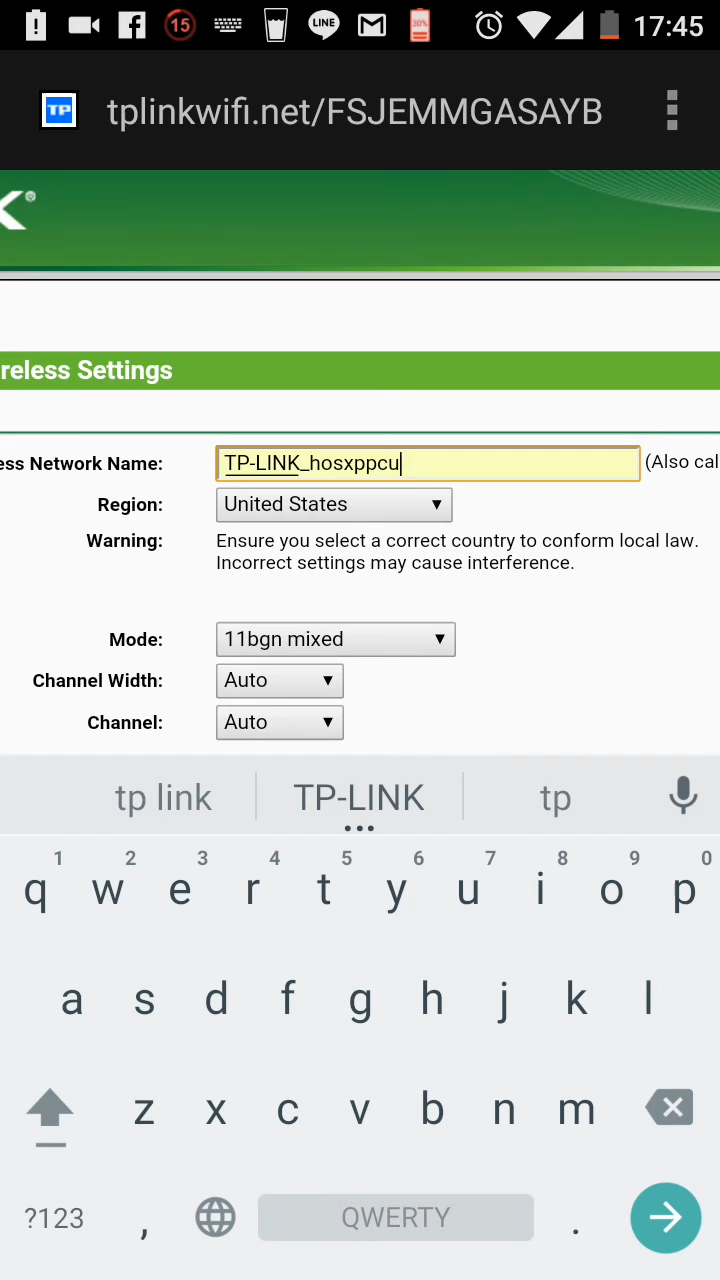 15 LINE 30% 17:45
TP tplinkwifi.net/FSJEMMGASAYB
K®
reless Settings
ess Network Name: TP-LINK_hosxppcu (Also cal
Region: United States
Warning: Ensure you select a correct country to conform local law.
Incorrect settings may cause interference.
Mode: 11bgn mixed
Channel Width: Auto
Channel: Auto
tp link TP-LINK tp
1 2 3 4 5 6 7 8 9 0
q w e r t y u i o p
a s d f g h j k l
z x c v b n m
?123 , QWERTY .